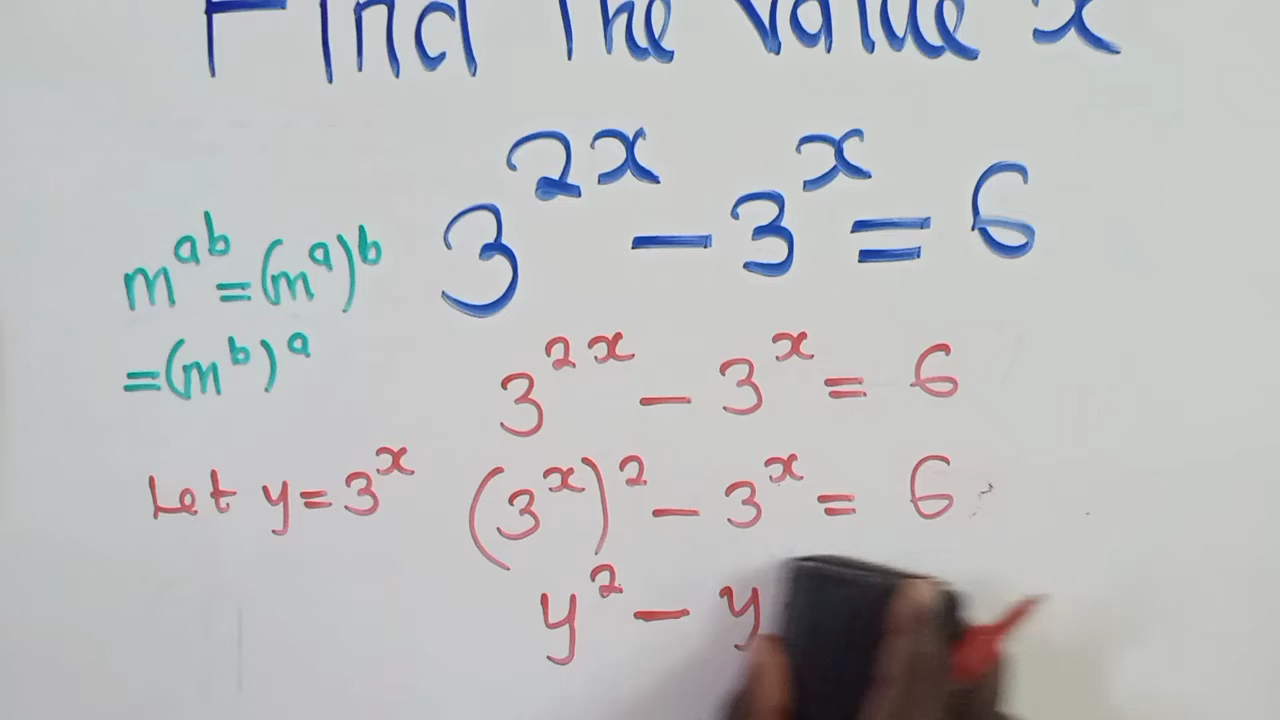 Find The Value x
3^{2x} - 3^x = 6
m^{ab} = (m^a)^b
= (m^b)^a
3^{2x} - 3^x = 6
Let y = 3^x (3^x)^2 - 3^x = 6
y^2 - y